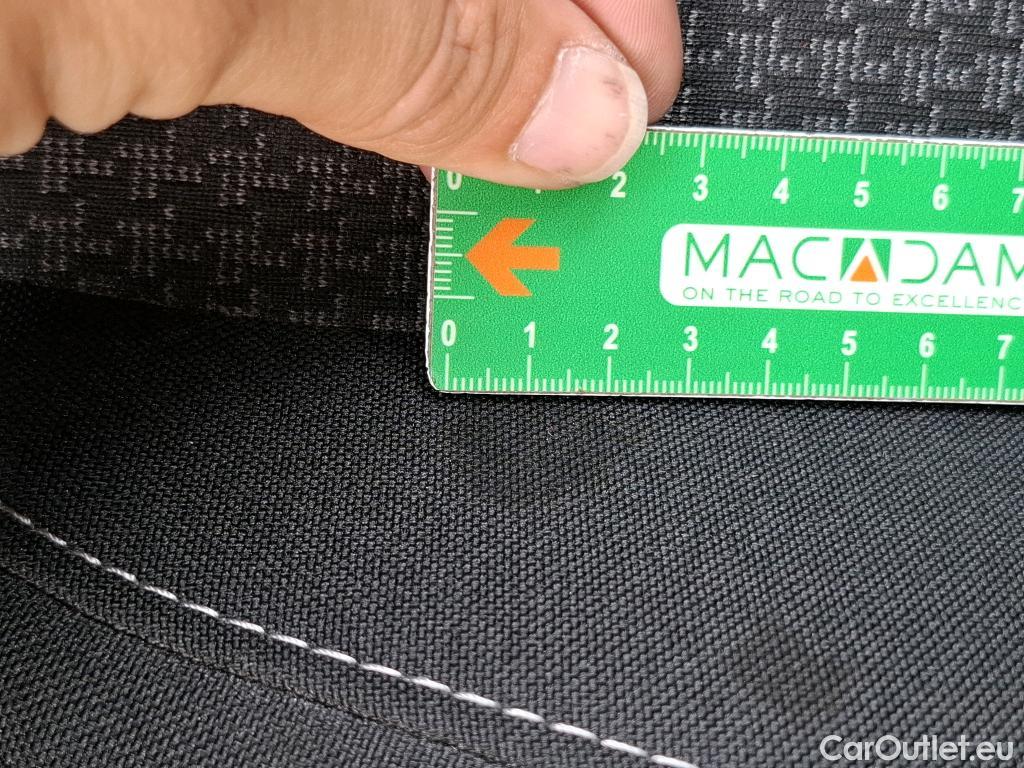 0 1 2 3 4 5 6 7
MACADAM
ON THE ROAD TO EXCELLENC
0 1 2 3 4 5 6 7
CarOutlet.eu